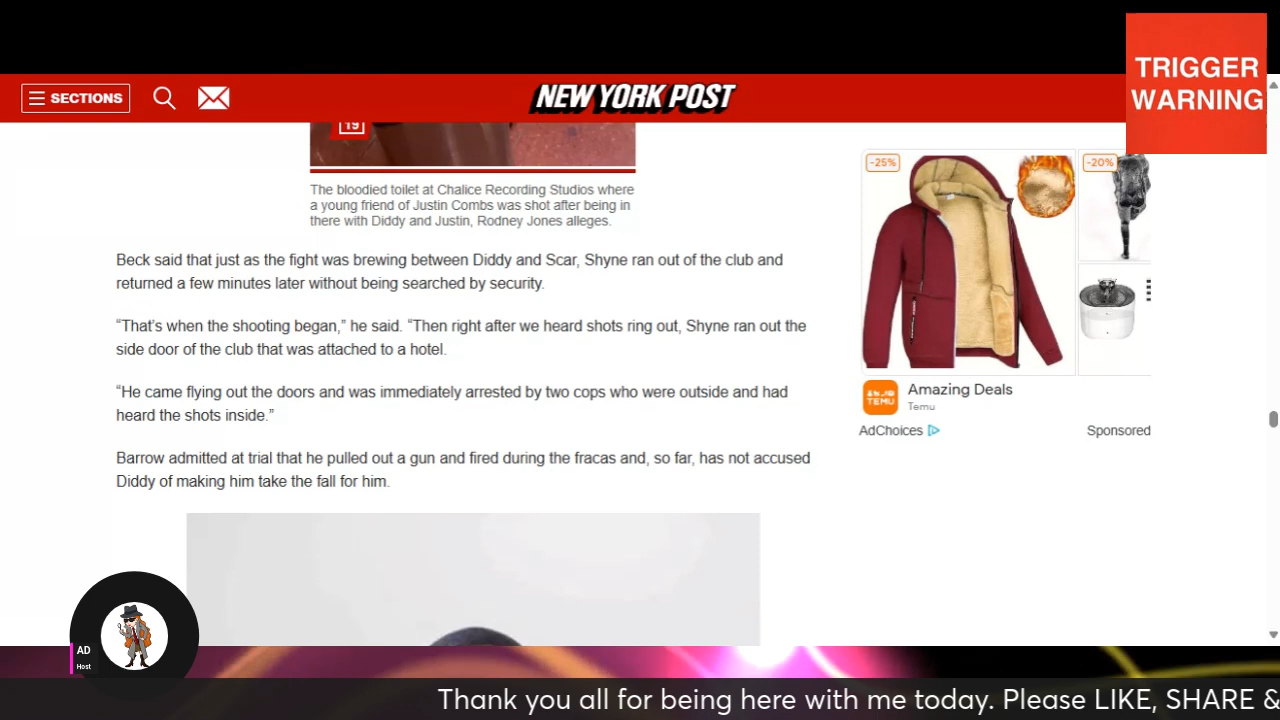 TRIGGER
WARNING
SECTIONS
NEW YORK POST
19
The bloodied toilet at Chalice Recording Studios where
a young friend of Justin Combs was shot after being in
there with Diddy and Justin, Rodney Jones alleges.
Beck said that just as the fight was brewing between Diddy and Scar, Shyne ran out of the club and
returned a few minutes later without being searched by security.
“That’s when the shooting began,” he said. “Then right after we heard shots ring out, Shyne ran out the
side door of the club that was attached to a hotel.
“He came flying out the doors and was immediately arrested by two cops who were outside and had
heard the shots inside.”
Barrow admitted at trial that he pulled out a gun and fired during the fracas and, so far, has not accused
Diddy of making him take the fall for him.
-25%
-20%
TEMU
Amazing Deals
Temu
AdChoices
Sponsored
AD
Host
Thank you all for being here with me today. Please LIKE, SHARE &